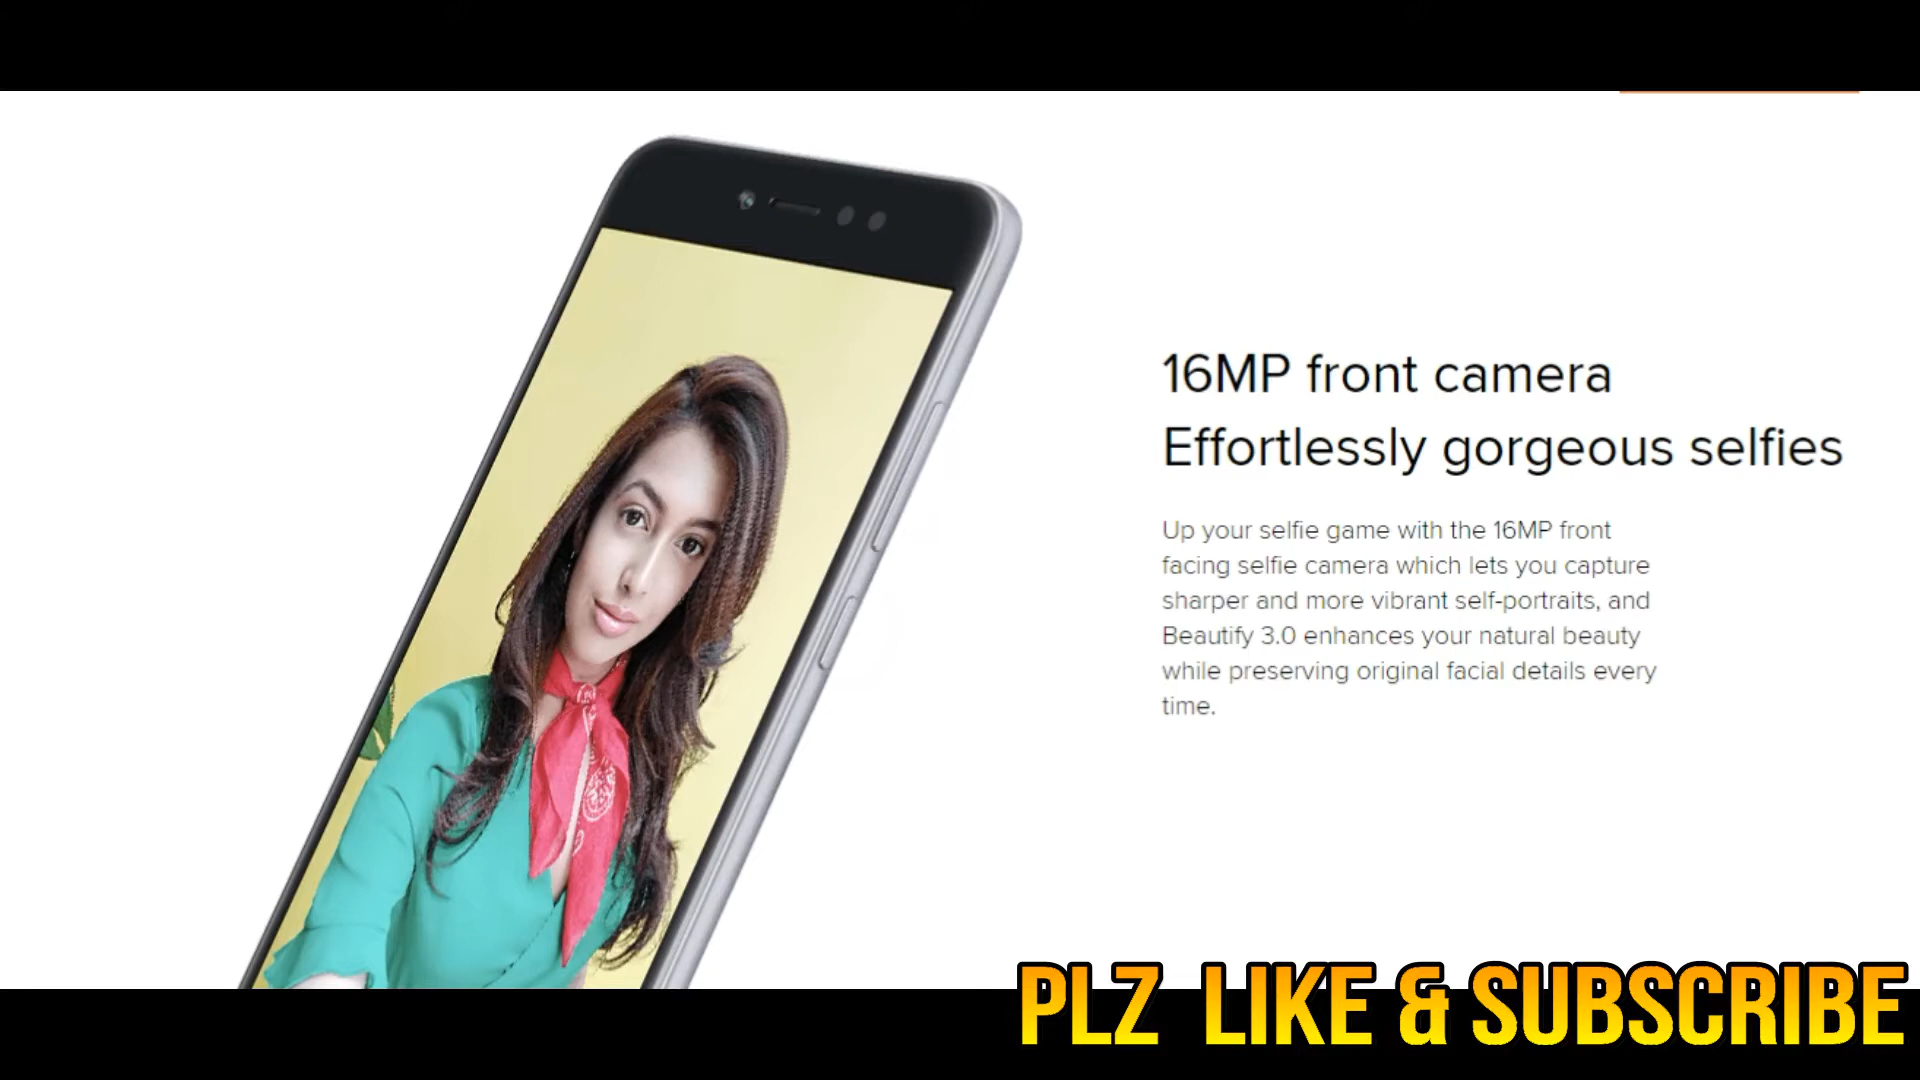 16MP front camera
Effortlessly gorgeous selfies
Up your selfie game with the 16MP front
facing selfie camera which lets you capture
sharper and more vibrant self-portraits, and
Beautify 3.0 enhances your natural beauty
while preserving original facial details every
time.
PLZ LIKE & SUBSCRIBE